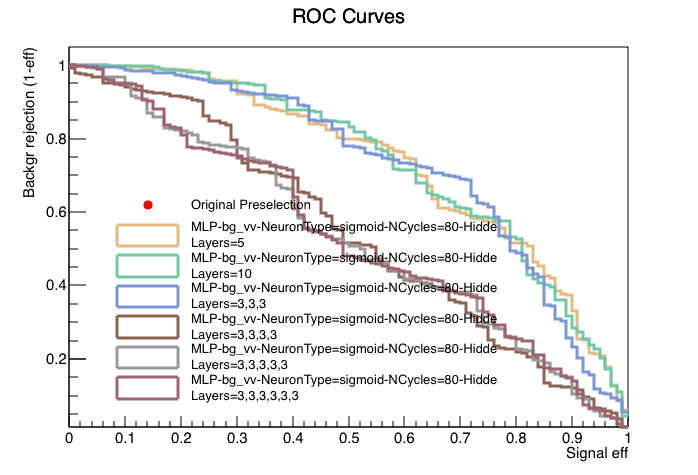 ROC Curves
Backgr rejection (1-eff)
1
0.8
0.6
0.4
0.2
Original Preselection
MLP-bg_vv-NeuronType=sigmoid-NCycles=80-Hidde
Layers=5
MLP-bg_vv-NeuronType=sigmoid-NCycles=80-Hidde
Layers=10
MLP-bg_vv-NeuronType=sigmoid-NCycles=80-Hidde
Layers=3,3,3
MLP-bg_vv-NeuronType=sigmoid-NCycles=80-Hidde
Layers=3,3,3,3
MLP-bg_vv-NeuronType=sigmoid-NCycles=80-Hidde
Layers=3,3,3,3,3
MLP-bg_vv-NeuronType=sigmoid-NCycles=80-Hidde
Layers=3,3,3,3,3,3
0 0.1 0.2 0.3 0.4 0.5 0.6 0.7 0.8 0.9 1
Signal eff